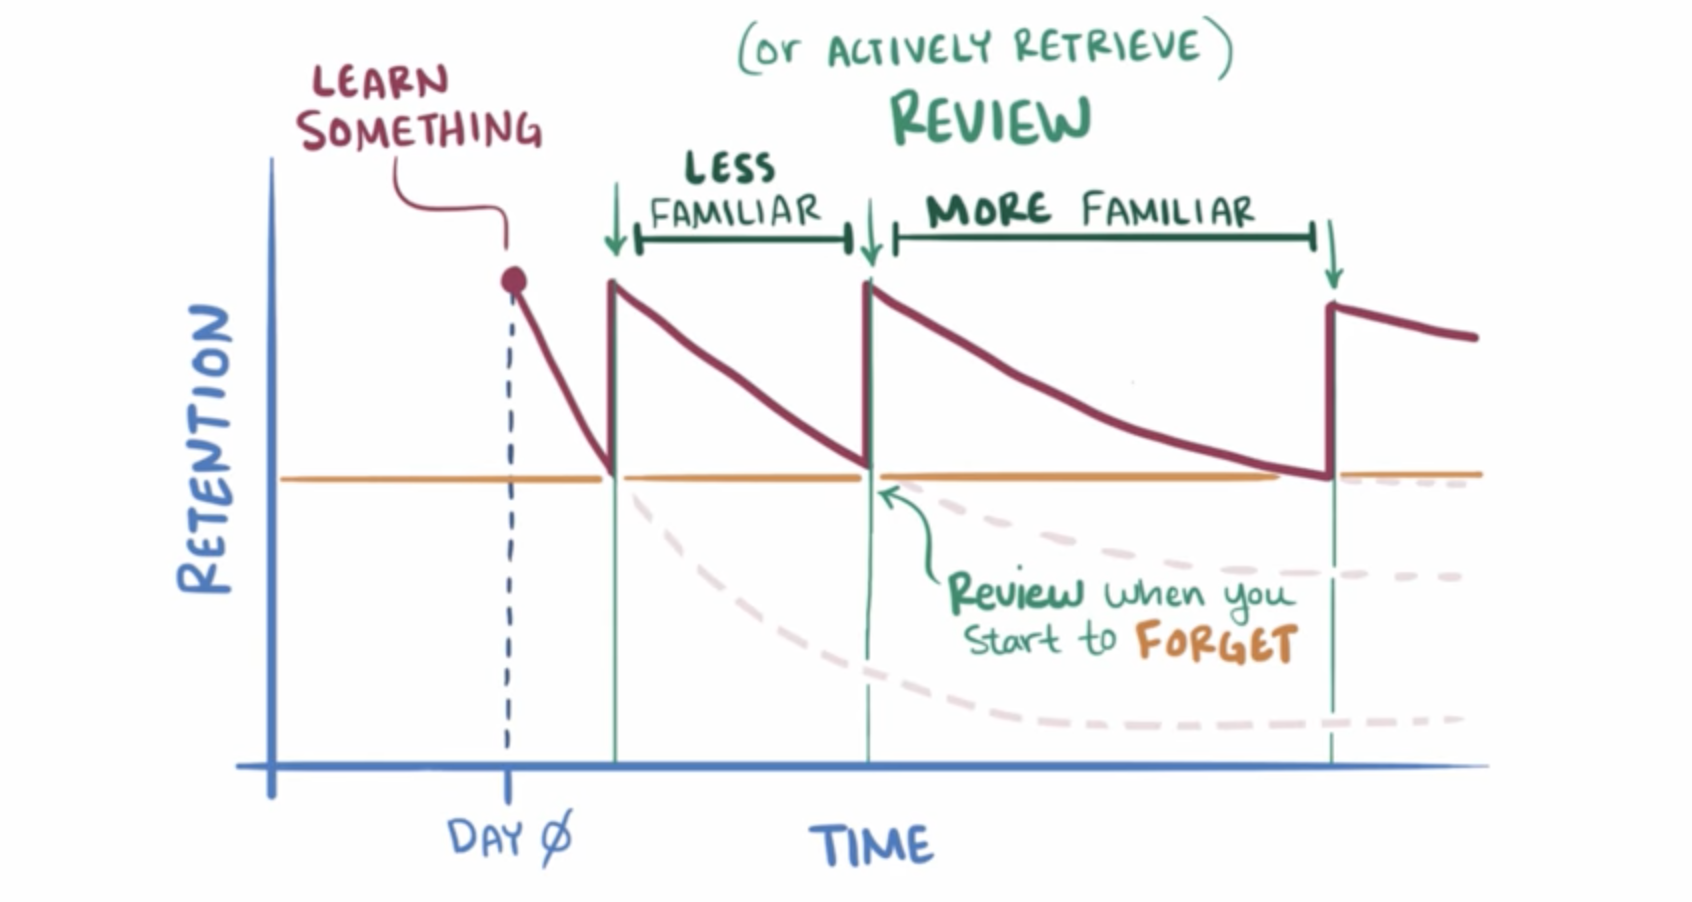 (or ACTIVELY RETRIEVE)
REVIEW
LEARN
SOMETHING
LESS
FAMILIAR
MORE FAMILIAR
RETENTION
Review when you
start to FORGET
DAY 0
TIME